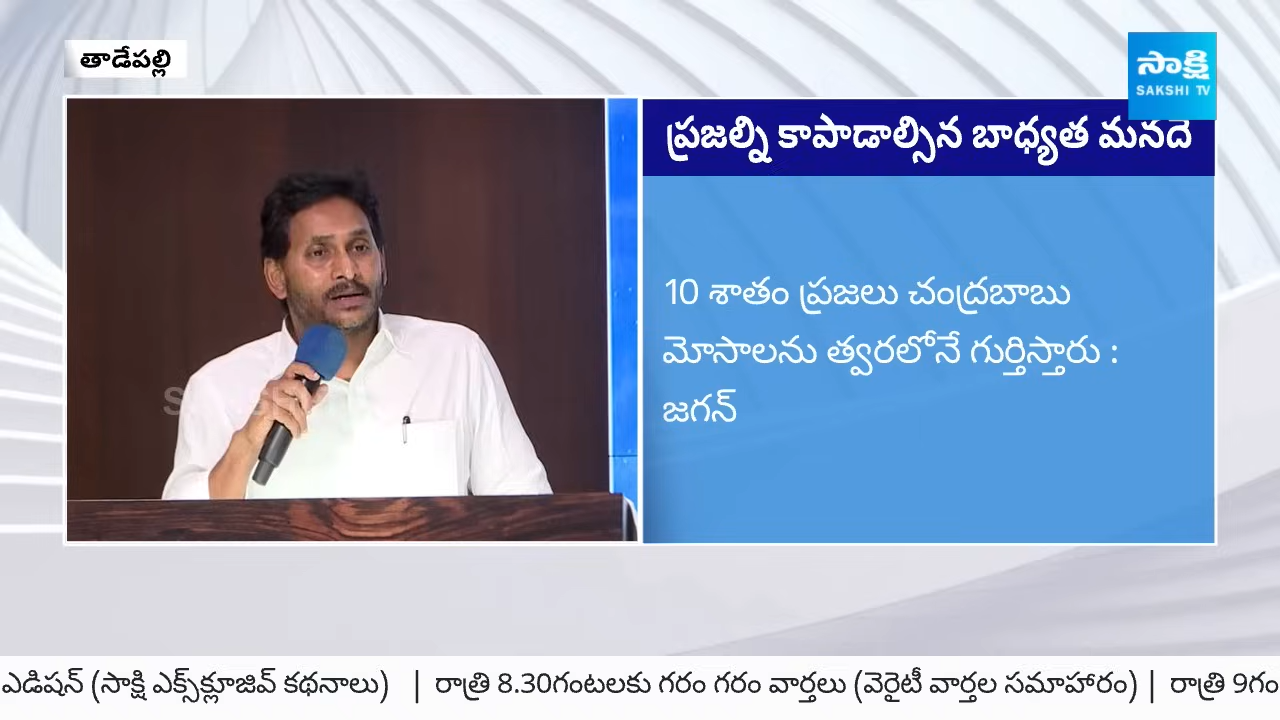 తాడేపల్లి
సాక్షి
SAKSHI TV
ప్రజల్ని కాపాడాల్సిన బాధ్యత మనదే
10 శాతం ప్రజలు చంద్రబాబు
మోసాలను త్వరలోనే గుర్తిస్తారు :
జగన్
ఎడిషన్ (సాక్షి ఎక్స్‌క్లూజివ్ కథనాలు) | రాత్రి 8.30గంటలకు గరం గరం వార్తలు (వెరైటీ వార్తల సమాహారం) | రాత్రి 9గం